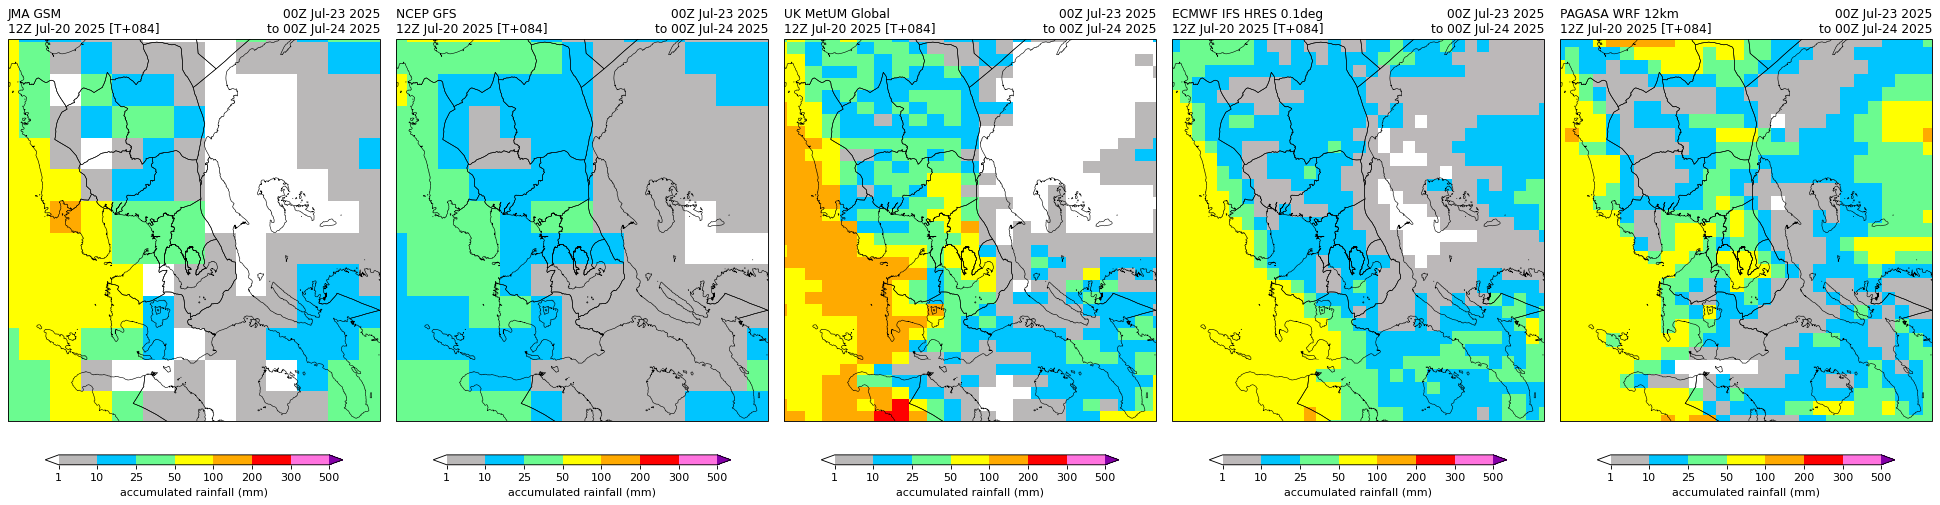 JMA GSM 00Z Jul-23 2025
12Z Jul-20 2025 [T+084] to 00Z Jul-24 2025
NCEP GFS 00Z Jul-23 2025
12Z Jul-20 2025 [T+084] to 00Z Jul-24 2025
UK MetUM Global 00Z Jul-23 2025
12Z Jul-20 2025 [T+084] to 00Z Jul-24 2025
ECMWF IFS HRES 0.1deg 00Z Jul-23 2025
12Z Jul-20 2025 [T+084] to 00Z Jul-24 2025
PAGASA WRF 12km 00Z Jul-23 2025
12Z Jul-20 2025 [T+084] to 00Z Jul-24 2025
1 10 25 50 100 200 300 500
accumulated rainfall (mm)
1 10 25 50 100 200 300 500
accumulated rainfall (mm)
1 10 25 50 100 200 300 500
accumulated rainfall (mm)
1 10 25 50 100 200 300 500
accumulated rainfall (mm)
1 10 25 50 100 200 300 500
accumulated rainfall (mm)